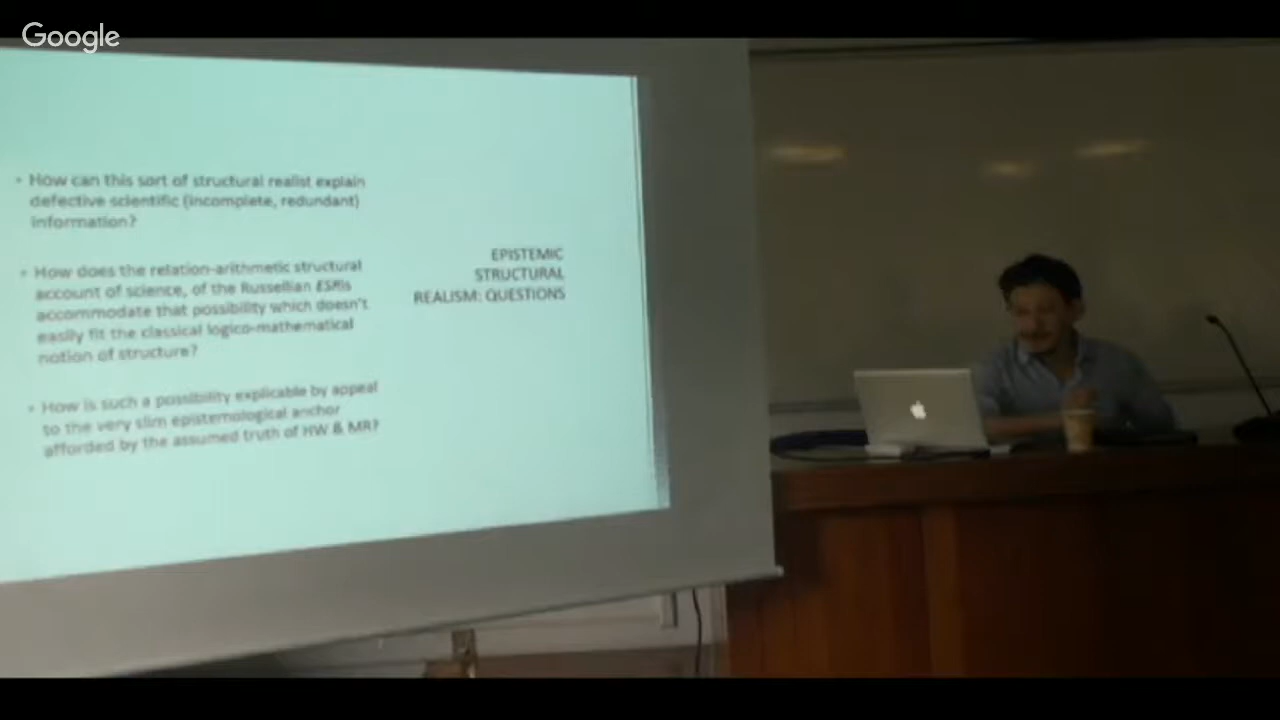 Google
• How can this sort of structural realist explain
defective scientific (incomplete, redundant)
information?
• How does the relation-arithmetic structural
account of science, of the Russellian ESRis
accommodate that possibility which doesn't
easily fit the classical logico-mathematical
notion of structure?
• How is such a possibility explicable by appeal
to the very slim epistemological anchor
afforded by the assumed truth of HW & MR?
EPISTEMIC
STRUCTURAL
REALISM: QUESTIONS